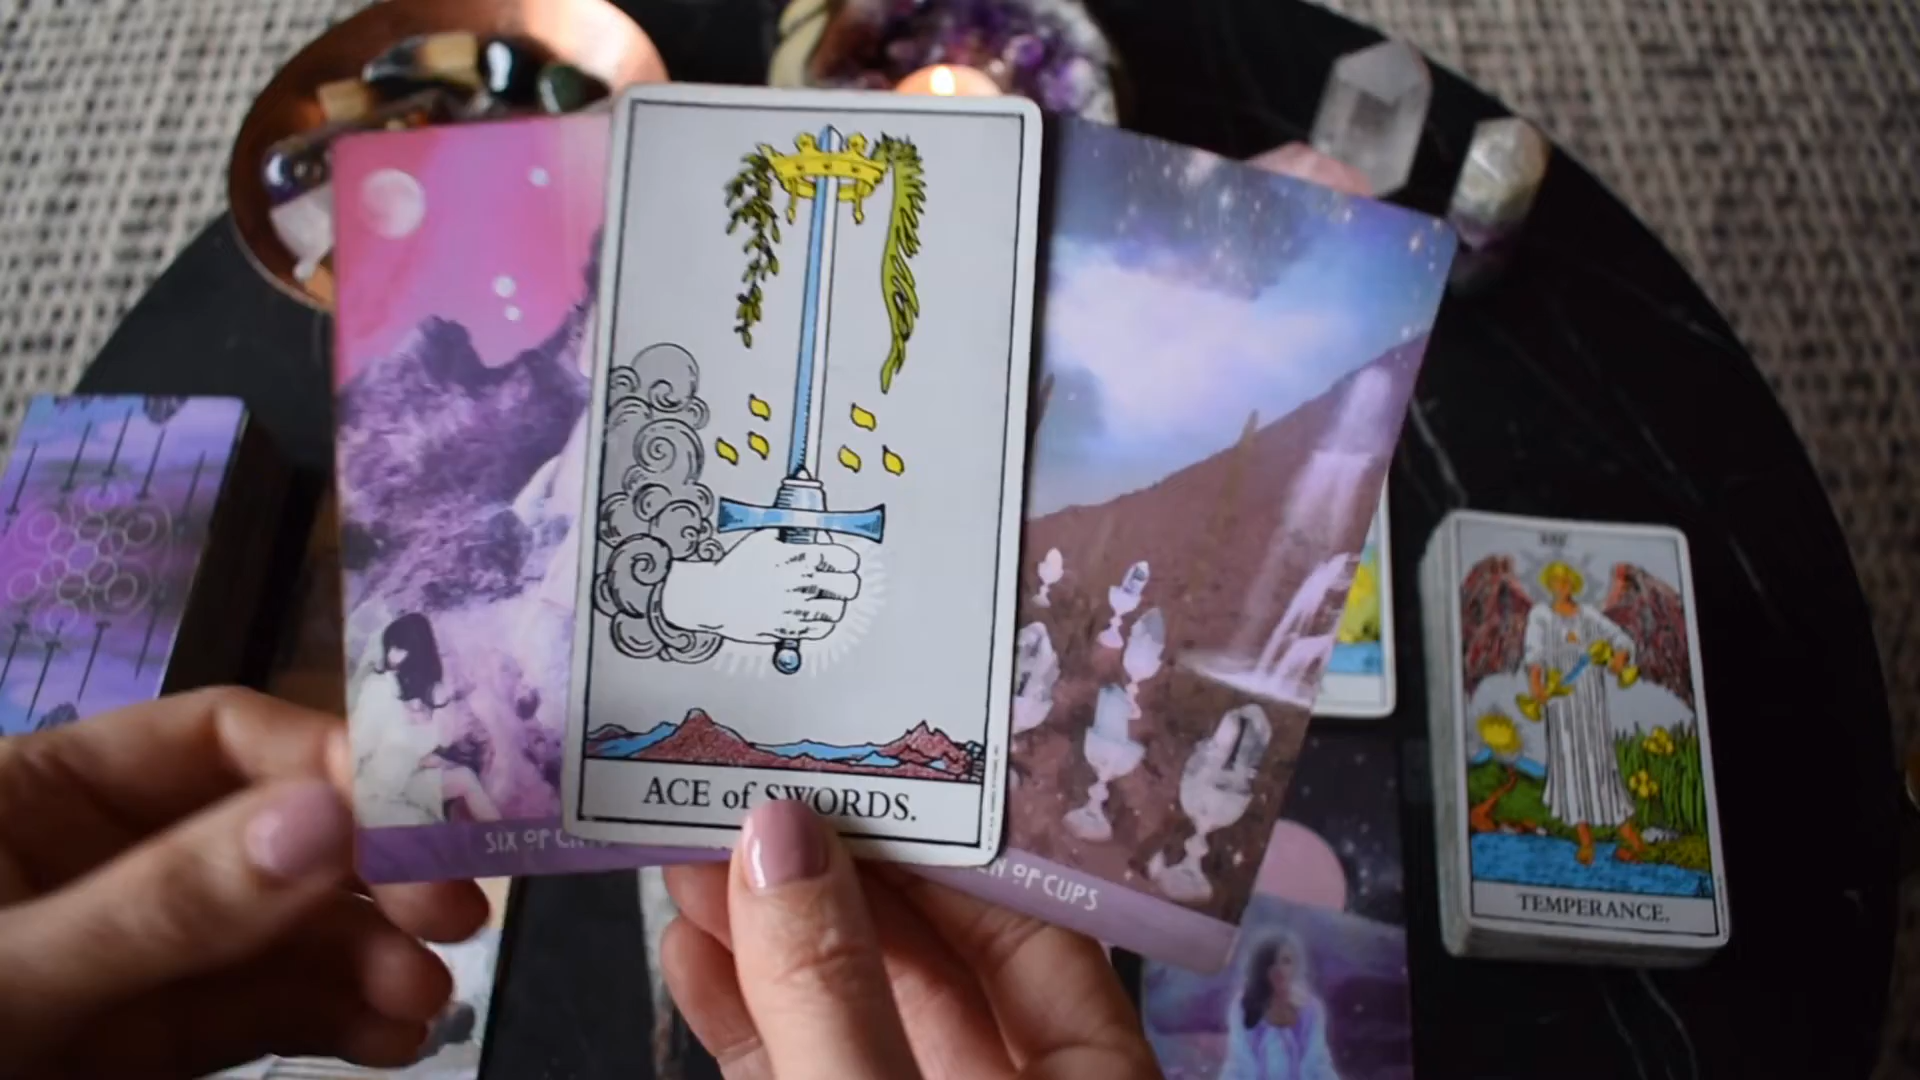 SIX OF
ACE of SWORDS.
OF CUPS
TEMPERANCE.